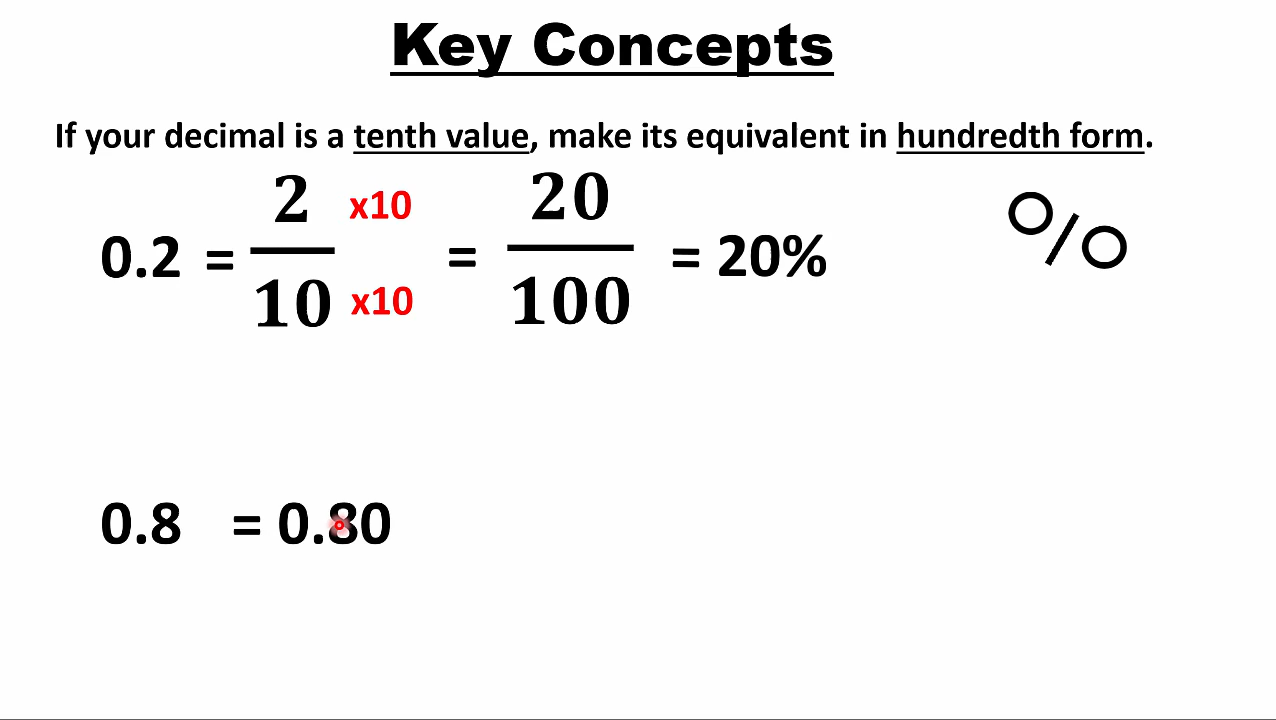 Key Concepts
If your decimal is a tenth value, make its equivalent in hundredth form.
0.2 = 2/10 x10 x10 = 20/100 = 20%
%
0.8 = 0.80